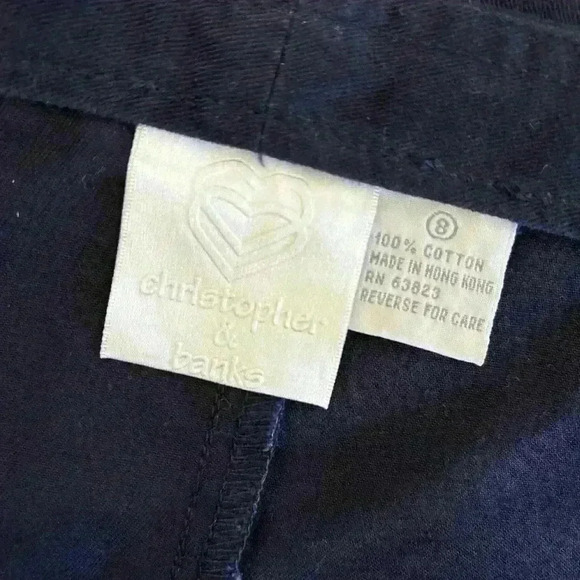 christopher
&
banks
8
100% COTTON
MADE IN HONG KONG
RN 63823
REVERSE FOR CARE